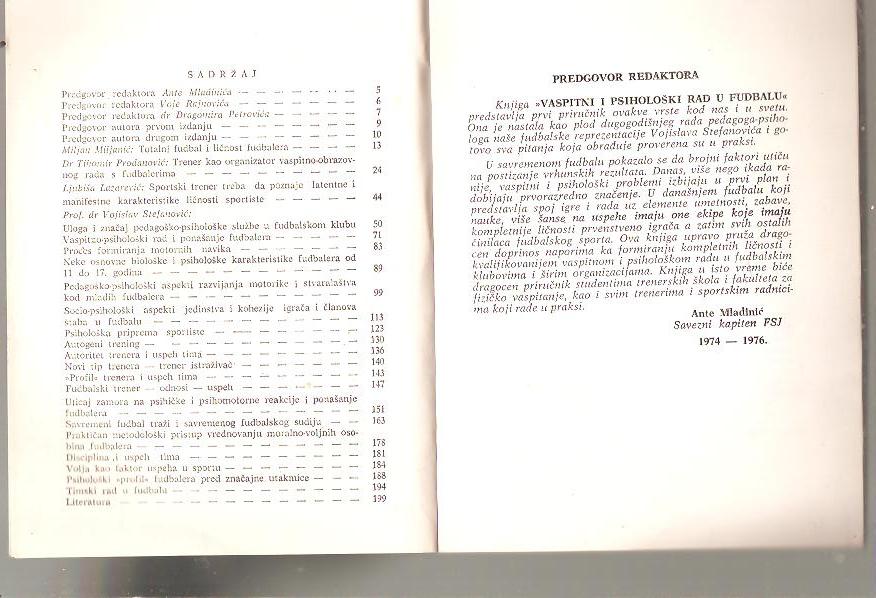 SADRŽAJ
Predgovor redaktora Ante Mladinića — — — — — — — 5
Predgovor redaktora Voje Rajnovića — — — — — — — 6
Predgovor redaktora dr Dragomira Petrovića — — — — — 7
Predgovor autora prvom izdanju — — — — — — — 9
Predgovor autora drugom izdanju — — — — — — — 10
Miljan Miljanić: Totalni fudbal i ličnost fudbalera — — — — 13
Dr Tihomir Prodanović: Trener kao organizator vaspitno-obrazov-
nog rada s fudbalerima — — — — — — — — 24
Ljubiša Lazarević: Sportski trener treba da poznaje latentne i
manifestne karakteristike ličnosti sportiste — — — — — 44
Prof. dr Vojislav Stefanović:
Uloga i značaj pedagoško-psihološke službe u fudbalskom klubu 50
Vaspitno-psihološki rad i ponašanje fudbalera — — — — 71
Proces formiranja motornih navika — — — — — — 83
Neke osnovne biološke i psihološke karakteristike fudbalera od
11 do 17. godina — — — — — — — — — 89
Pedagoško-psihološki aspekti razvijanja motorike i stvaralaštva
kod mladih fudbalera — — — — — — — — 99
Socio-psihološki aspekti jedinstva i kohezije igrača i članova
štaba u fudbalu — — — — — — — — — 113
Psihološka priprema sportiste — — — — — — — 123
Autogeni trening — — — — — — — — — 130
Autoritet trenera i uspeh tima — — — — — — — 136
Novi tip trenera — trener istraživač — — — — — — 140
»Profil« trenera i uspeh tima — — — — — — — 143
Fudbalski trener — odnosi — uspeh — — — — — — 147
Uticaj zamora na psihičke i psihomotorne reakcije i ponašanje
fudbalera — — — — — — — — — — 151
Savremeni fudbal traži i savremenog fudbalskog sudiju — — — 163
Praktičan metodološki pristup vrednovanju moralno-voljnih oso-
bina fudbalera — — — — — — — — — 178
Disciplina i uspeh tima — — — — — — — — 181
Volja kao faktor uspeha u sportu — — — — — — 184
Psihološki »profil« fudbalera pred značajne utakmice — — — 188
Timski rad u fudbalu — — — — — — — — 194
Literatura — — — — — — — — — — 199
PREDGOVOR REDAKTORA
Knjiga »VASPITNI I PSIHOLOŠKI RAD U FUDBALU«
predstavlja prvi priručnik ovakve vrste kod nas i u svetu.
Ona je nastala kao plod dugogodišnjeg rada pedagoga-psiho-
loga naše fudbalske reprezentacije Vojislava Stefanovića i go-
tovo sva pitanja koja obrađuje proverena su u praksi.
U savremenom fudbalu pokazalo se da brojni faktori utiču
na postizanje vrhunskih rezultata. Danas, više nego ikada ra-
nije, vaspitni i psihološki problemi izbijaju u prvi plan i
dobijaju prvorazredno značenje. U današnjem fudbalu koji
predstavlja spoj igre i rada uz elemente umetnosti, zabave,
nauke, više šanse na uspehe imaju one ekipe koje imaju
kompletnije ličnosti prvenstveno igrača a zatim svih ostalih
činilaca fudbalskog sporta. Ova knjiga upravo pruža drago-
cen doprinos naporima ka formiranju kompletnih ličnosti i
kvalifikovanijem vaspitnom i psihološkom radu u fudbalskim
klubovima i širim organizacijama. Knjiga u isto vreme biće
dragocen priručnik studentima trenerskih škola i fakulteta za
fizičko vaspitanje, kao i svim trenerima i sportskim radnici-
ma koji rade u praksi.
Ante Mladinić
Savezni kapiten FSJ
1974 — 1976.